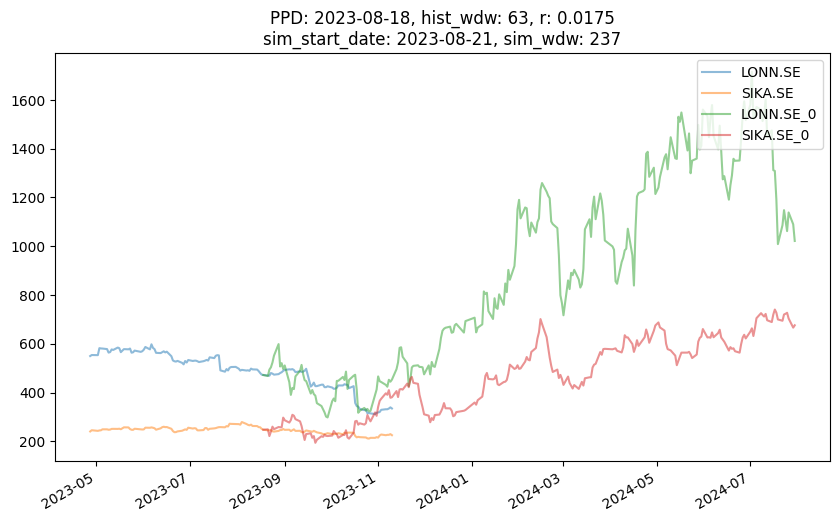 PPD: 2023-08-18, hist_wdw: 63, r: 0.0175
sim_start_date: 2023-08-21, sim_wdw: 237
LONN.SE
SIKA.SE
LONN.SE_0
SIKA.SE_0
1600
1400
1200
1000
800
600
400
200
2023-05
2023-07
2023-09
2023-11
2024-01
2024-03
2024-05
2024-07